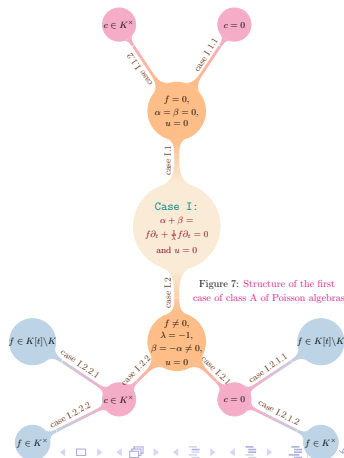 c ∈ K×
c = 0
case I.1.2
case I.1.1
f = 0,
α = β = 0,
u = 0
case I.1
Case I:
α + β =
f∂t + 1/λ f∂t = 0
and u = 0
case I.2
Figure 7: Structure of the first
case of class A of Poisson algebras
f ≠ 0,
λ = −1,
β = −α ≠ 0,
u = 0
f ∈ K[t]\K
case I.2.2.1
case I.2.2
case I.2.1
case I.2.1.1
f ∈ K[t]\K
c ∈ K×
c = 0
case I.2.2.2
case I.2.1.2
f ∈ K×
f ∈ K×